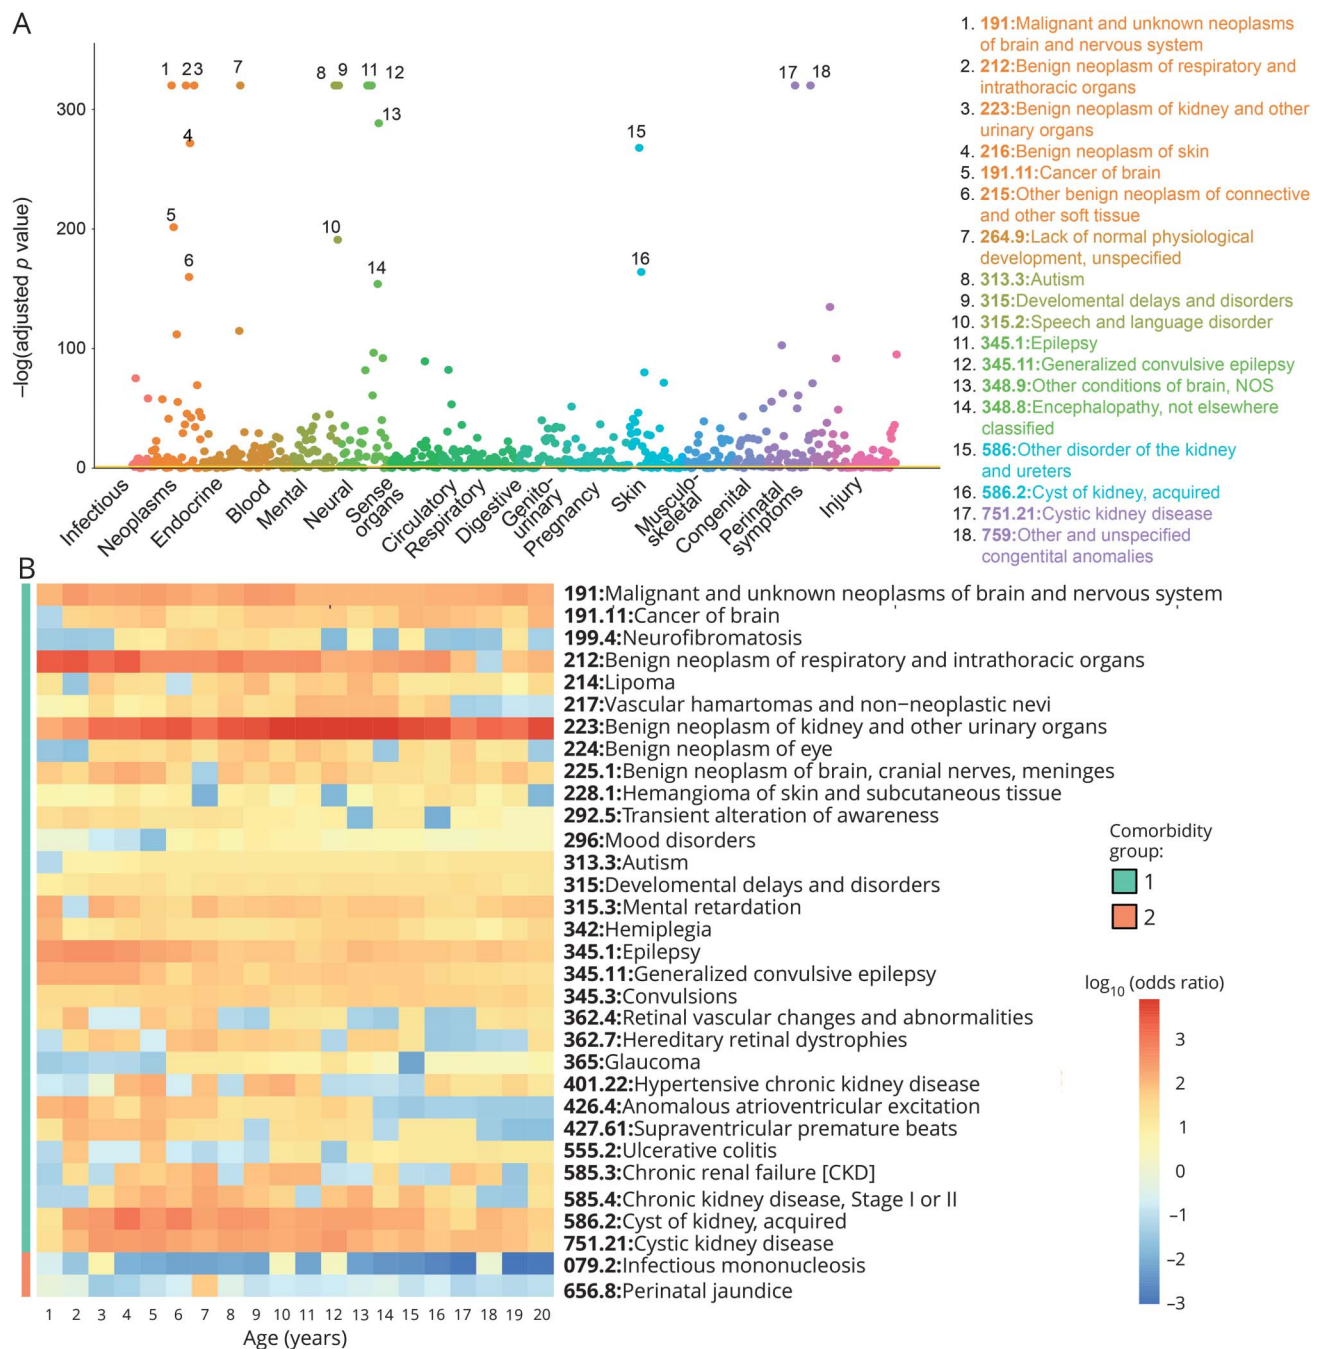 A
1
2
3
4
5
6
7
8
9
10
11
12
13
14
15
16
17
18
300
200
100
0
−log(adjusted p value)
Infectious
Neoplasms
Endocrine
Blood
Mental
Neural
Sense
organs
Circulatory
Respiratory
Digestive
Genito-
urinary
Pregnancy
Skin
Musculo-
skeletal
Congenital
Perinatal
symptoms
Injury
1. 191:Malignant and unknown neoplasms
of brain and nervous system
2. 212:Benign neoplasm of respiratory and
intrathoracic organs
3. 223:Benign neoplasm of kidney and other
urinary organs
4. 216:Benign neoplasm of skin
5. 191.11:Cancer of brain
6. 215:Other benign neoplasm of connective
and other soft tissue
7. 264.9:Lack of normal physiological
development, unspecified
8. 313.3:Autism
9. 315:Develomental delays and disorders
10. 315.2:Speech and language disorder
11. 345.1:Epilepsy
12. 345.11:Generalized convulsive epilepsy
13. 348.9:Other conditions of brain, NOS
14. 348.8:Encephalopathy, not elsewhere
classified
15. 586:Other disorder of the kidney
and ureters
16. 586.2:Cyst of kidney, acquired
17. 751.21:Cystic kidney disease
18. 759:Other and unspecified
congentital anomalies
B
191:Malignant and unknown neoplasms of brain and nervous system
191.11:Cancer of brain
199.4:Neurofibromatosis
212:Benign neoplasm of respiratory and intrathoracic organs
214:Lipoma
217:Vascular hamartomas and non−neoplastic nevi
223:Benign neoplasm of kidney and other urinary organs
224:Benign neoplasm of eye
225.1:Benign neoplasm of brain, cranial nerves, meninges
228.1:Hemangioma of skin and subcutaneous tissue
292.5:Transient alteration of awareness
296:Mood disorders
313.3:Autism
315:Develomental delays and disorders
315.3:Mental retardation
342:Hemiplegia
345.1:Epilepsy
345.11:Generalized convulsive epilepsy
345.3:Convulsions
362.4:Retinal vascular changes and abnormalities
362.7:Hereditary retinal dystrophies
365:Glaucoma
401.22:Hypertensive chronic kidney disease
426.4:Anomalous atrioventricular excitation
427.61:Supraventricular premature beats
555.2:Ulcerative colitis
585.3:Chronic renal failure [CKD]
585.4:Chronic kidney disease, Stage I or II
586.2:Cyst of kidney, acquired
751.21:Cystic kidney disease
079.2:Infectious mononucleosis
656.8:Perinatal jaundice
1 2 3 4 5 6 7 8 9 10 11 12 13 14 15 16 17 18 19 20
Age (years)
Comorbidity
group:
1
2
log10 (odds ratio)
3
2
1
0
−1
−2
−3